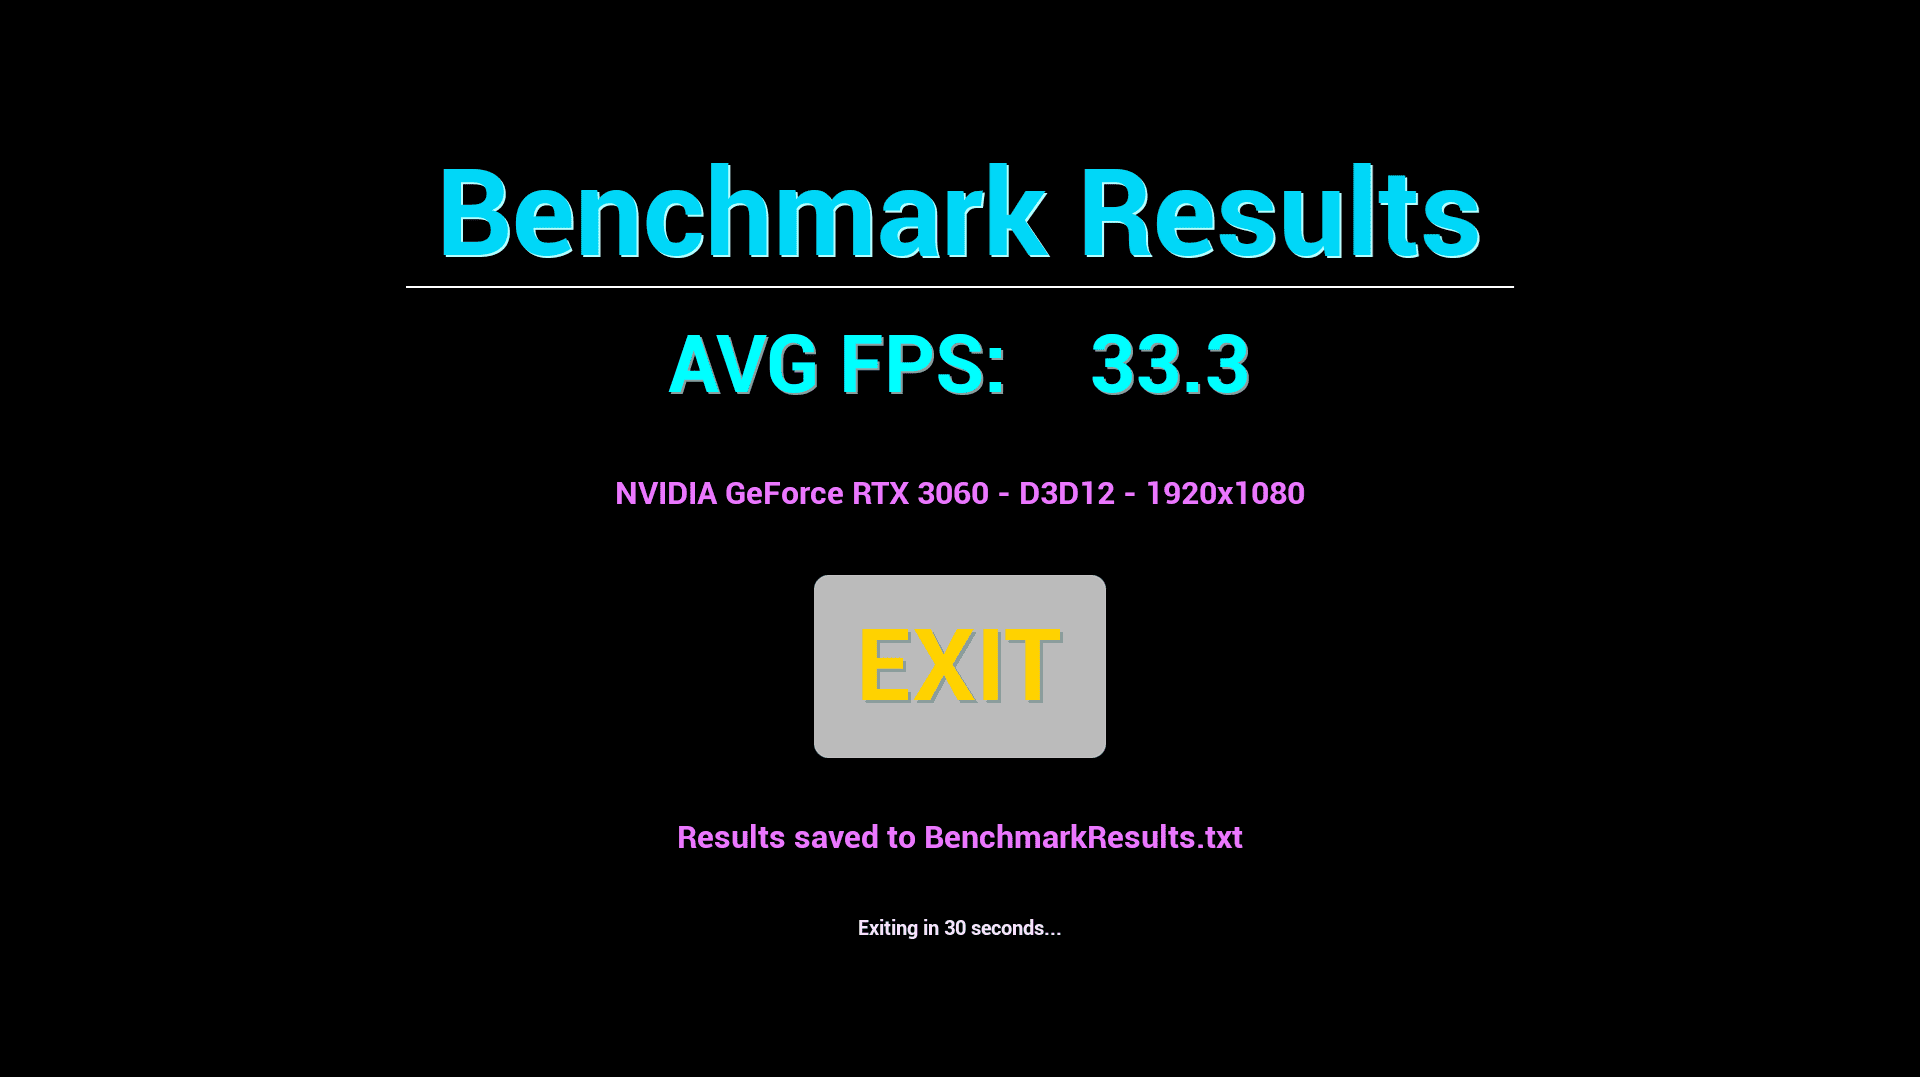 Benchmark Results
AVG FPS: 33.3
NVIDIA GeForce RTX 3060 - D3D12 - 1920x1080
EXIT
Results saved to BenchmarkResults.txt
Exiting in 30 seconds...